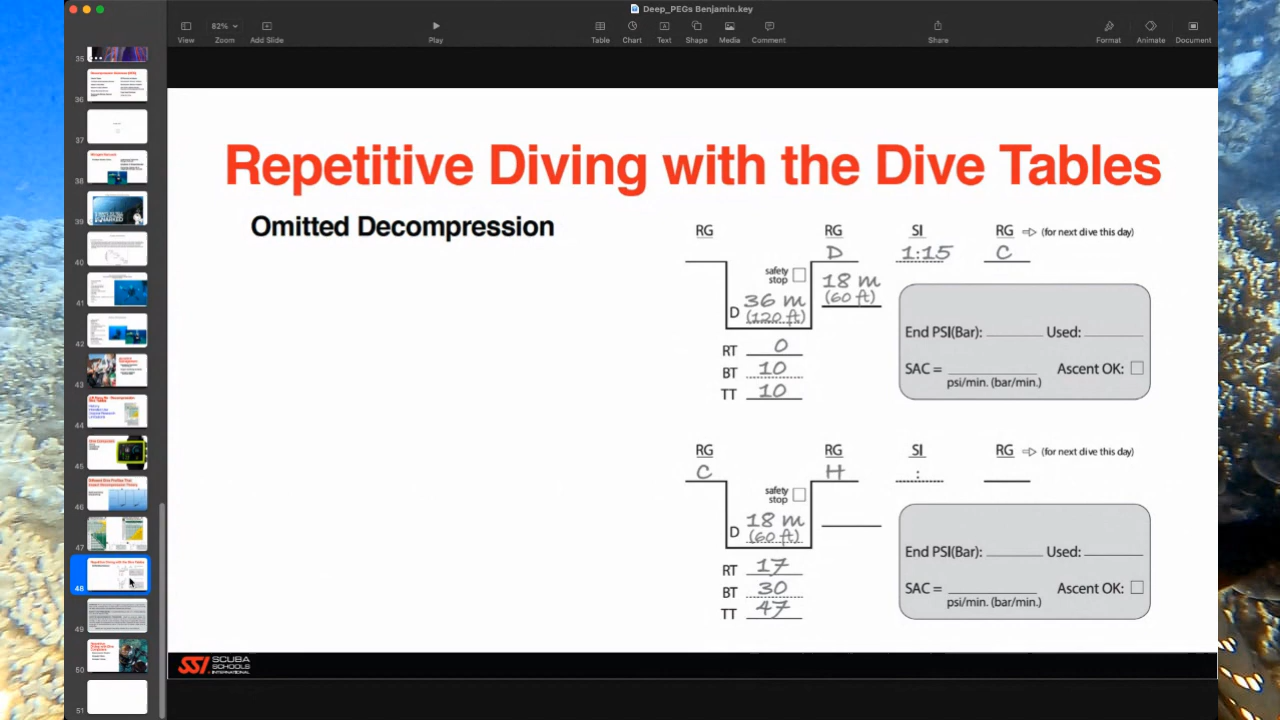 Deep_PEGs Benjamin.key
82%
View
Zoom
Add Slide
Play
Table
Chart
Text
Shape
Media
Comment
Share
Format
Animate
Document
35
36
37
38
39
40
41
42
43
44
45
46
47
48
49
50
51
Repetitive Diving with the Dive Tables
Omitted Decompression
RG RG SI RG ⇨ (for next dive this day)
D 1:15 C
safety
stop
18 m
(60 ft)
D 36 m
(120 ft)
RT 0
BT 10
TT 10
End PSI(Bar): Used:
SAC = Ascent OK:
psi/min. (bar/min.)
RG RG SI RG ⇨ (for next dive this day)
C H :
safety
stop
D 18 m
(60 ft)
RT 17
BT 30
TT 47
End PSI(Bar): Used:
SAC = Ascent OK:
psi/min. (bar/min.)
SSI SCUBA
SCHOOLS
INTERNATIONAL